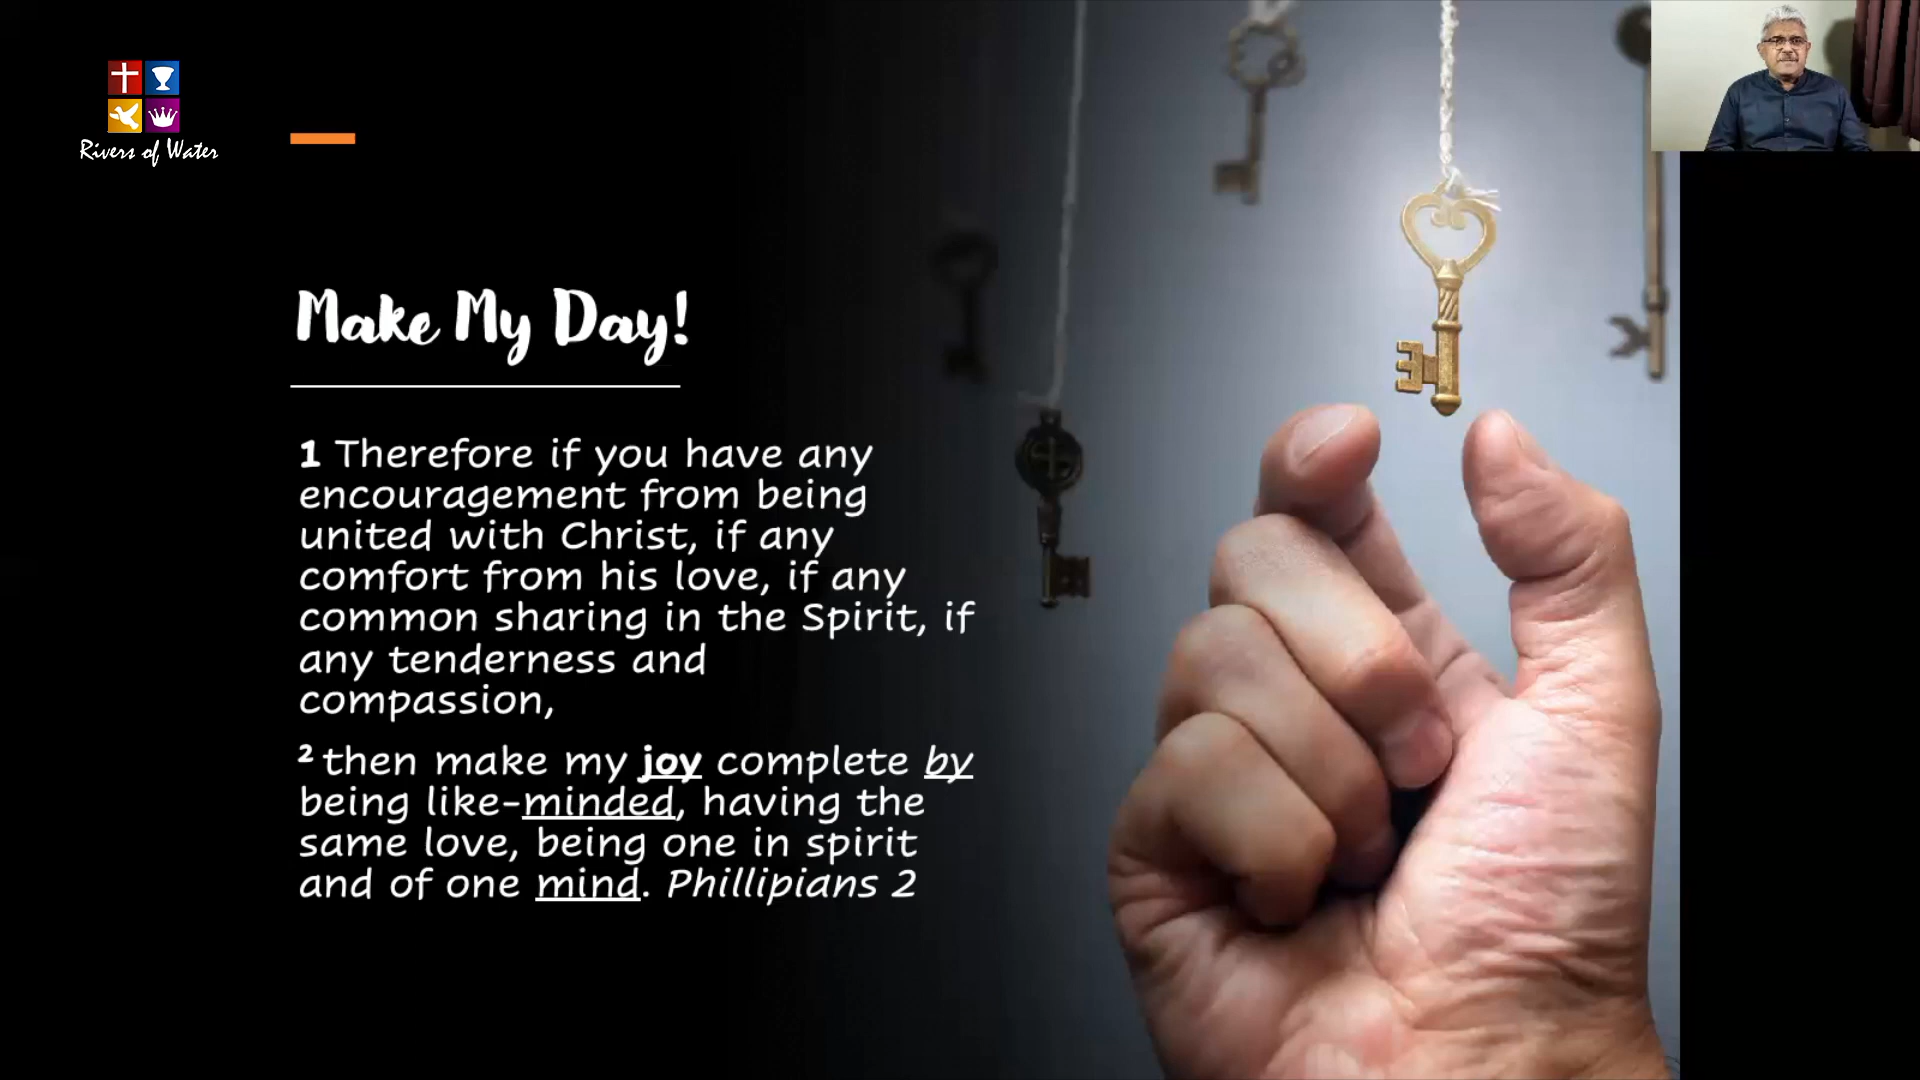 Rivers of Water
Make My Day!
1 Therefore if you have any
encouragement from being
united with Christ, if any
comfort from his love, if any
common sharing in the Spirit, if
any tenderness and
compassion,
2 then make my joy complete by
being like-minded, having the
same love, being one in spirit
and of one mind. Phillipians 2